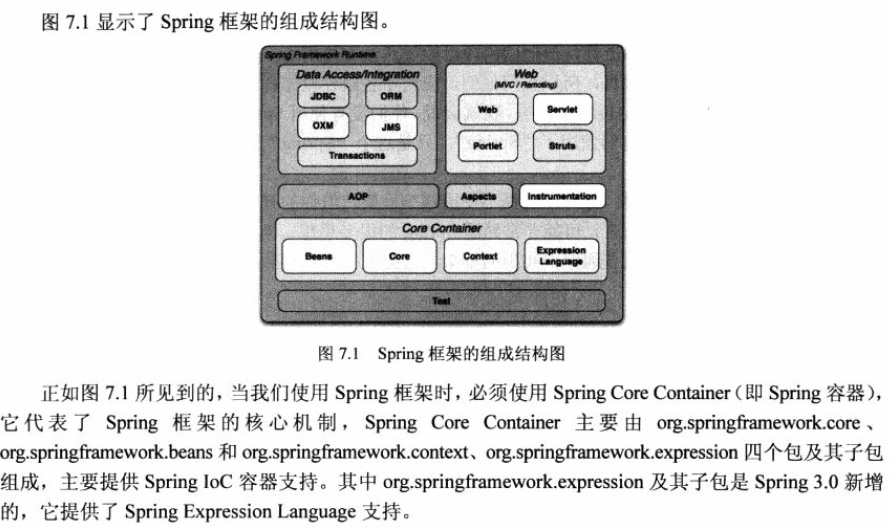 图 7.1 显示了 Spring 框架的组成结构图。
Spring Framework Runtime
Data Access/Integration
JDBC
ORM
OXM
JMS
Transactions
Web
(MVC / Remoting)
Web
Servlet
Portlet
Struts
AOP
Aspects
Instrumentation
Core Container
Beans
Core
Context
Expression
Language
Test
图 7.1 Spring 框架的组成结构图
正如图 7.1 所见到的，当我们使用 Spring 框架时，必须使用 Spring Core Container（即 Spring 容器），
它代表了 Spring 框架的核心机制，Spring Core Container 主要由 org.springframework.core、
org.springframework.beans 和 org.springframework.context、org.springframework.expression 四个包及其子包
组成，主要提供 Spring IoC 容器支持。其中 org.springframework.expression 及其子包是 Spring 3.0 新增
的，它提供了 Spring Expression Language 支持。